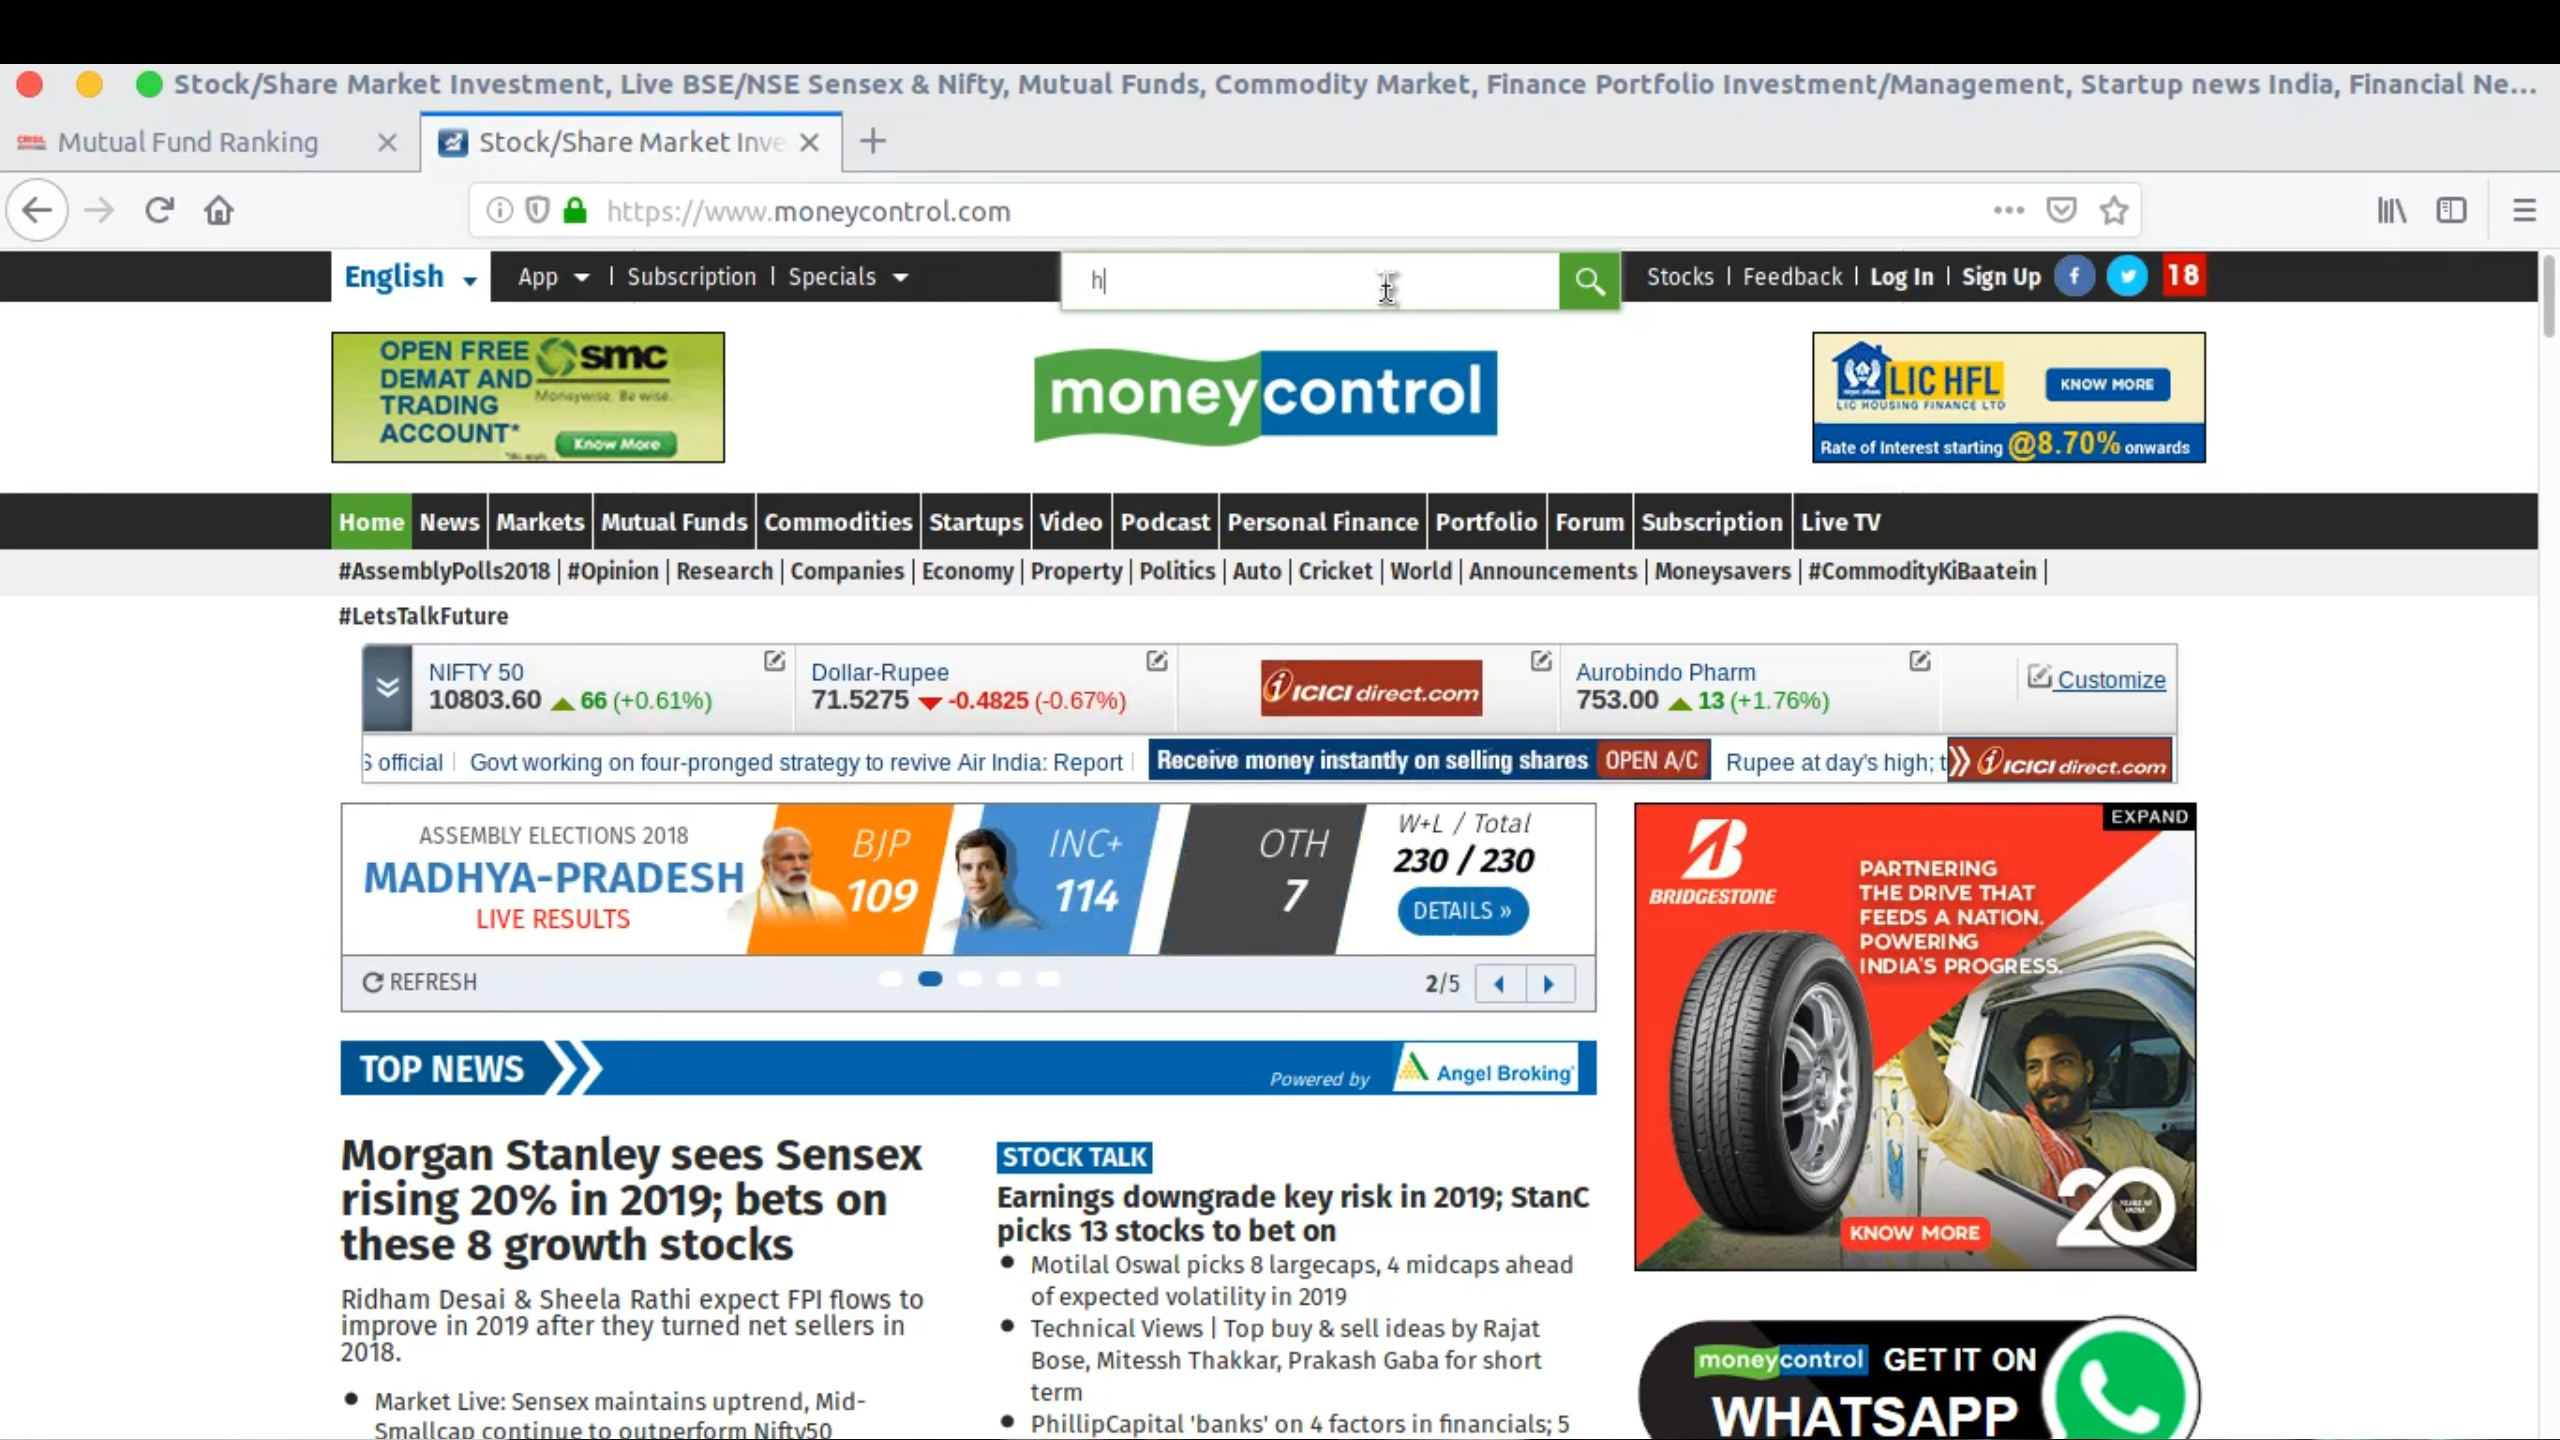 Stock/Share Market Investment, Live BSE/NSE Sensex & Nifty, Mutual Funds, Commodity Market, Finance Portfolio Investment/Management, Startup news India, Financial Ne...
CRISIL Mutual Fund Ranking
Stock/Share Market Inve
https://www.moneycontrol.com
English App | Subscription | Specials
h
Stocks | Feedback | Log In | Sign Up f 18
OPEN FREE
DEMAT AND
TRADING
ACCOUNT*
smc
Moneywise. Be wise.
Know More
moneycontrol
LIC HFL
LIC HOUSING FINANCE LTD
KNOW MORE
Rate of Interest starting @8.70% onwards
Home News Markets Mutual Funds Commodities Startups Video Podcast Personal Finance Portfolio Forum Subscription Live TV
#AssemblyPolls2018 | #Opinion | Research | Companies | Economy | Property | Politics | Auto | Cricket | World | Announcements | Moneysavers | #CommodityKiBaatein |
#LetsTalkFuture
NIFTY 50
10803.60 66 (+0.61%)
Dollar-Rupee
71.5275 -0.4825 (-0.67%)
ICICI direct.com
Aurobindo Pharm
753.00 13 (+1.76%)
Customize
S official | Govt working on four-pronged strategy to revive Air India: Report | Receive money instantly on selling shares OPEN A/C Rupee at day's high; t ICICI direct.com
ASSEMBLY ELECTIONS 2018
MADHYA-PRADESH
LIVE RESULTS
BJP
109
INC+
114
OTH
7
W+L / Total
230 / 230
DETAILS »
REFRESH
2/5
EXPAND
BRIDGESTONE
PARTNERING
THE DRIVE THAT
FEEDS A NATION.
POWERING
INDIA'S PROGRESS.
KNOW MORE
20
TOP NEWS
Powered by Angel Broking
Morgan Stanley sees Sensex
rising 20% in 2019; bets on
these 8 growth stocks
Ridham Desai & Sheela Rathi expect FPI flows to
improve in 2019 after they turned net sellers in
2018.
Market Live: Sensex maintains uptrend, Mid-
Smallcap continue to outperform Nifty50
STOCK TALK
Earnings downgrade key risk in 2019; StanC
picks 13 stocks to bet on
Motilal Oswal picks 8 largecaps, 4 midcaps ahead
of expected volatility in 2019
Technical Views | Top buy & sell ideas by Rajat
Bose, Mitessh Thakkar, Prakash Gaba for short
term
PhillipCapital 'banks' on 4 factors in financials; 5
moneycontrol GET IT ON
WHATSAPP